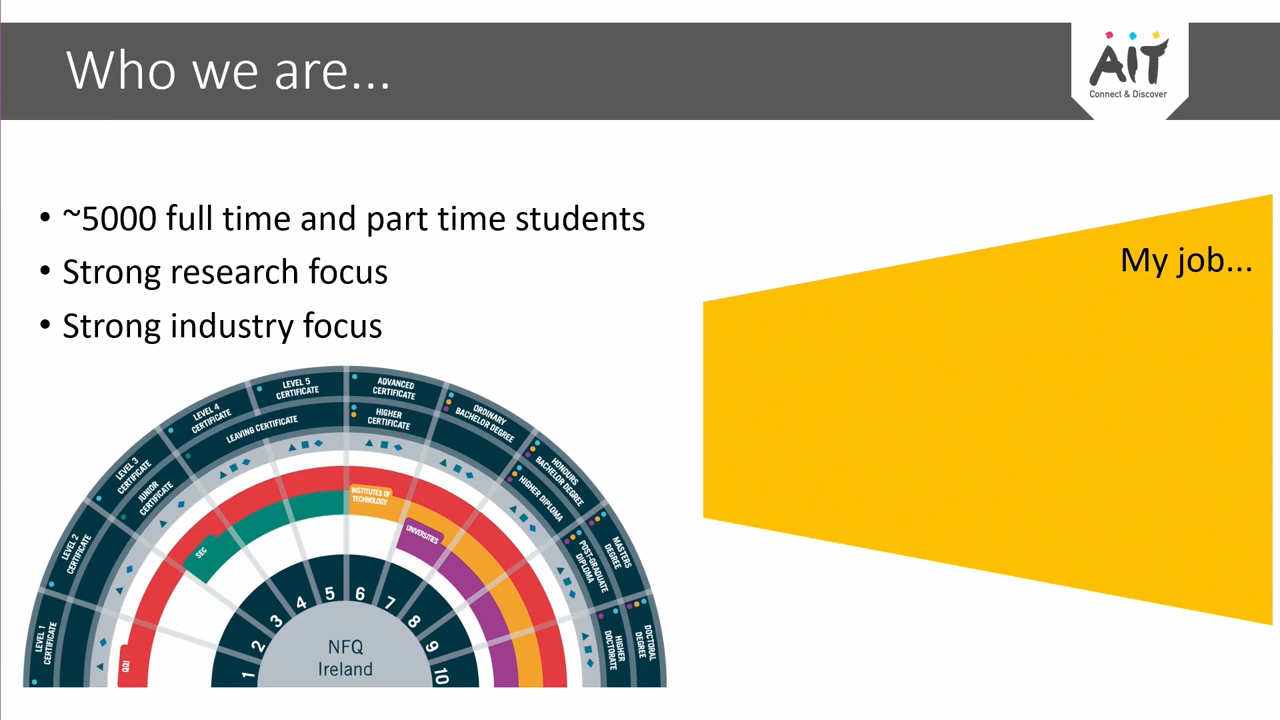 Who we are...
AIT
Connect & Discover
• ~5000 full time and part time students
• Strong research focus
• Strong industry focus
My job...
LEVEL 1
CERTIFICATE
LEVEL 2
CERTIFICATE
LEVEL 3
CERTIFICATE
JUNIOR
CERTIFICATE
LEVEL 4
CERTIFICATE
LEVEL 5
CERTIFICATE
LEAVING CERTIFICATE
ADVANCED
CERTIFICATE
HIGHER
CERTIFICATE
ORDINARY
BACHELOR DEGREE
HONOURS
BACHELOR DEGREE
HIGHER DIPLOMA
MASTERS
DEGREE
POST-GRADUATE
DIPLOMA
DOCTORAL
DEGREE
HIGHER
DOCTORATE
QQI
SEC
INSTITUTES OF
TECHNOLOGY
UNIVERSITIES
1
2
3
4
5
6
7
8
9
10
NFQ
Ireland